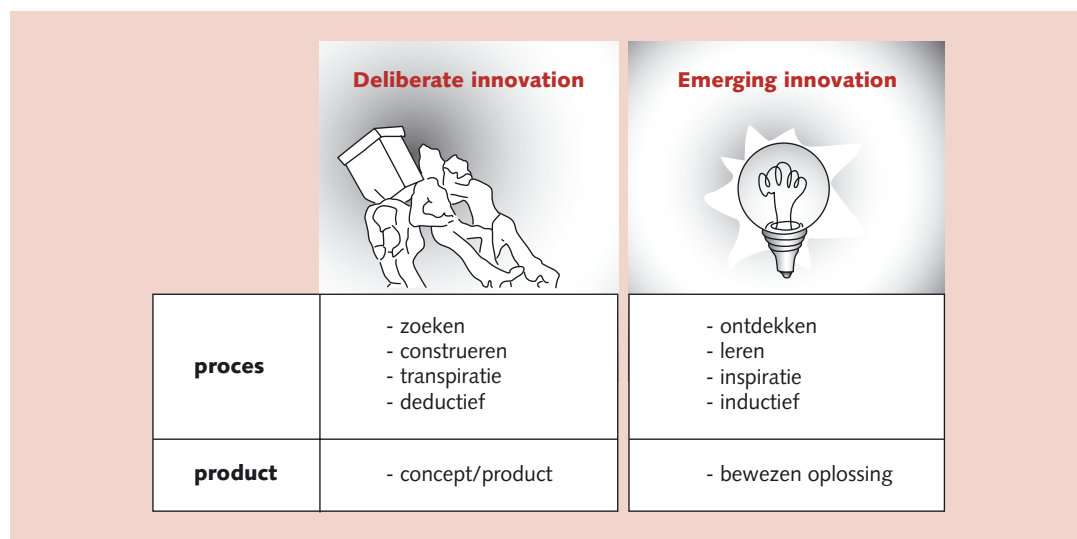 Deliberate innovation
Emerging innovation
proces
- zoeken
- construeren
- transpiratie
- deductief
- ontdekken
- leren
- inspiratie
- inductief
product
- concept/product
- bewezen oplossing